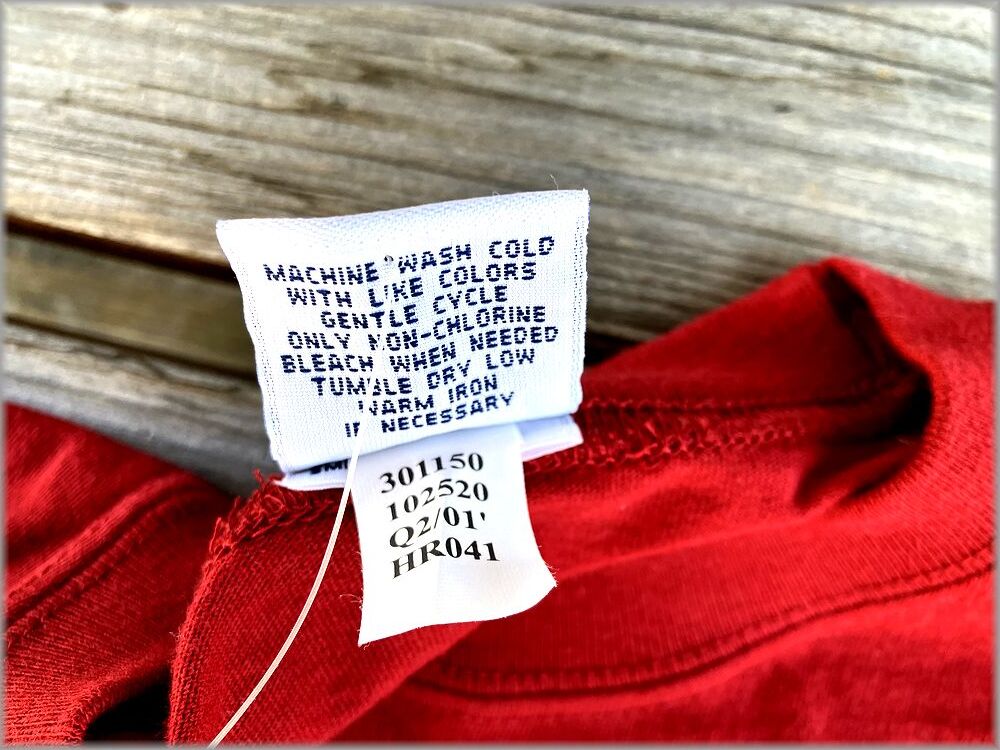 MACHINE WASH COLD
WITH LIKE COLORS
GENTLE CYCLE
ONLY NON-CHLORINE
BLEACH WHEN NEEDED
TUMBLE DRY LOW
WARM IRON
IF NECESSARY
301150
102520
Q2/01'
HR041